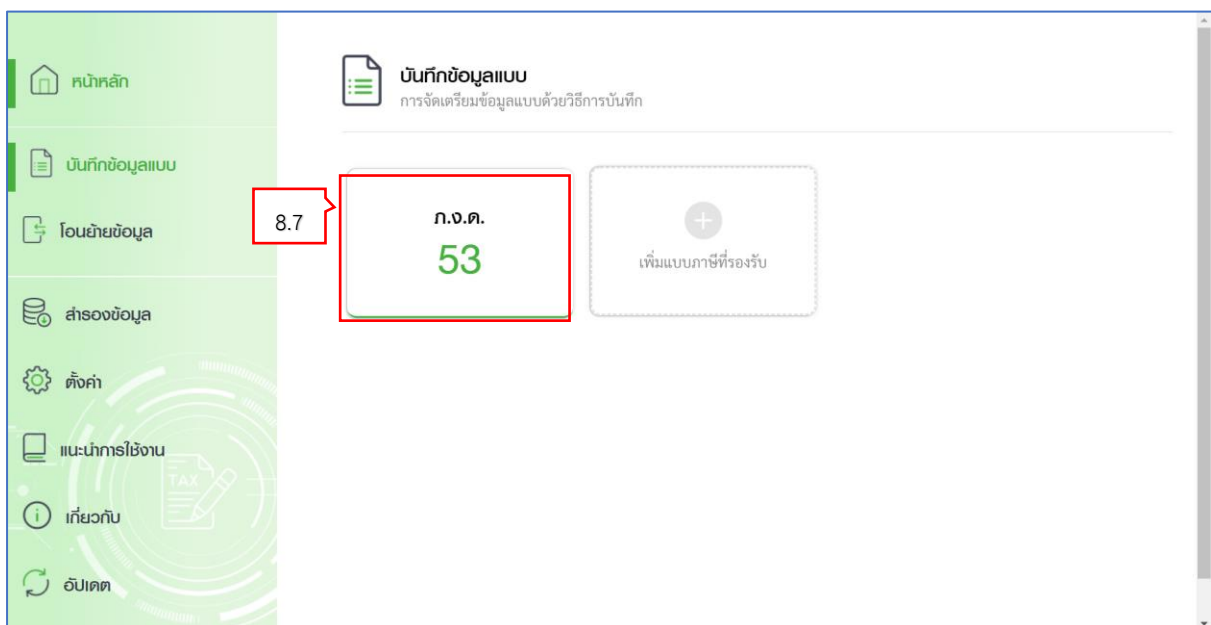 หน้าหลัก
บันทึกข้อมูลแบบ
โอนย้ายข้อมูล
สำรองข้อมูล
ตั้งค่า
แนะนำการใช้งาน
เกี่ยวกับ
อัปเดต
TAX
บันทึกข้อมูลแบบ
การจัดเตรียมข้อมูลแบบด้วยวิธีการบันทึก
8.7
ภ.ง.ด.
53
เพิ่มแบบภาษีที่รองรับ